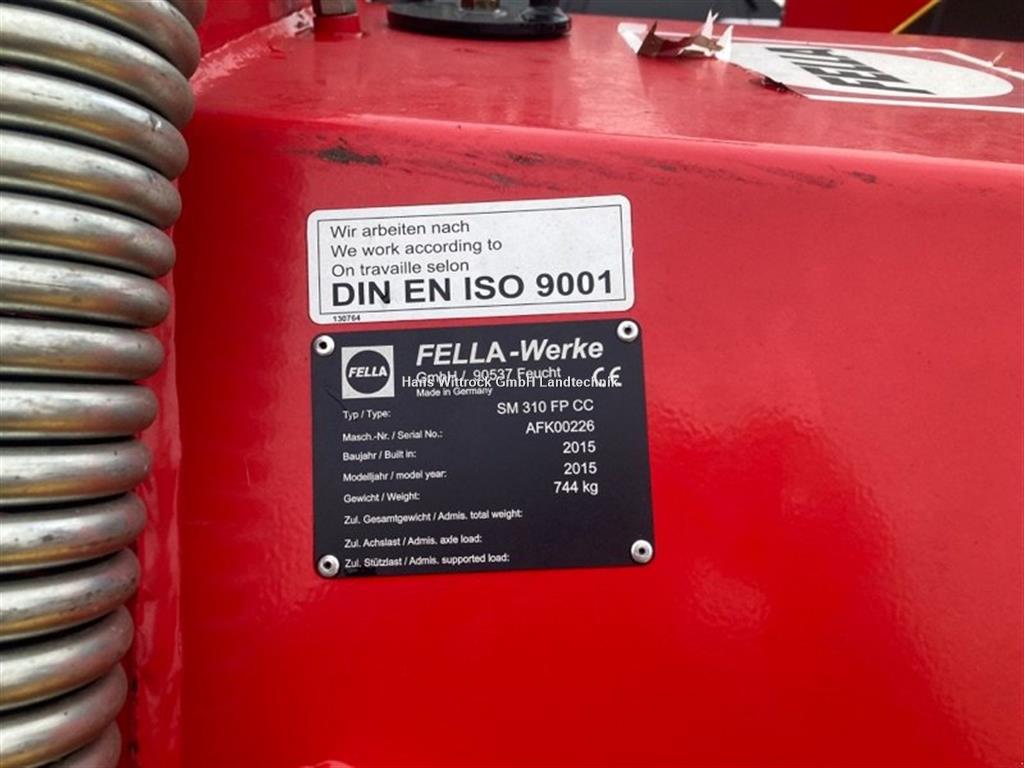 FELLA
Wir arbeiten nach
We work according to
On travaille selon
DIN EN ISO 9001
130764
FELLA
FELLA-Werke
GmbH / 90537 Feucht
Hans Wittrock GmbH Landtechnik
CE
Made in Germany
Typ / Type: SM 310 FP CC
Masch.-Nr. / Serial No.: AFK00226
Baujahr / Built in: 2015
Modelljahr / model year: 2015
Gewicht / Weight: 744 kg
Zul. Gesamtgewicht / Admis. total weight:
Zul. Achslast / Admis. axle load:
Zul. Stützlast / Admis. supported load: